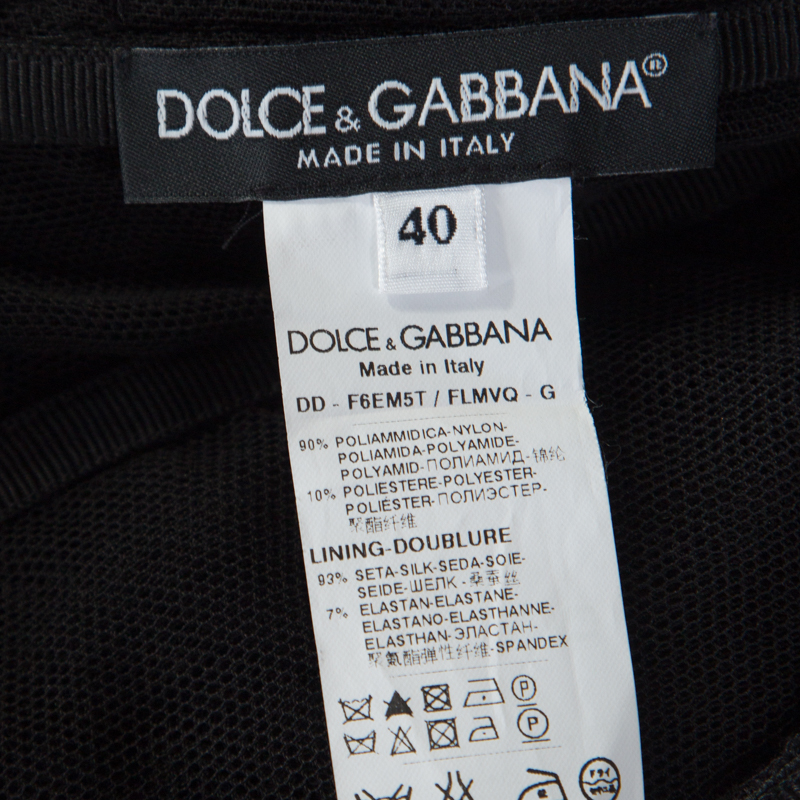 DOLCE & GABBANA®
MADE IN ITALY
40
DOLCE & GABBANA
Made in Italy
DD - F6EM5T / FLMVQ - G
90% POLIAMMIDICA-NYLON-
POLIAMIDA-POLYAMIDE-
POLYAMID-ПОЛИАМИД-锦纶
10% POLIESTERE-POLYESTER-
POLIÉSTER-ПОЛИЭСТЕР-
聚酯纤维
LINING-DOUBLURE
93% SETA-SILK-SEDA-SOIE-
SEIDE-ШЕЛК-桑蚕丝
7% ELASTAN-ELASTANE-
ELASTANO-ELASTHANNE-
ELASTHAN-ЭЛАСТАН-
聚氨酯弹性纤维-SPANDEX
P
P
ドライ